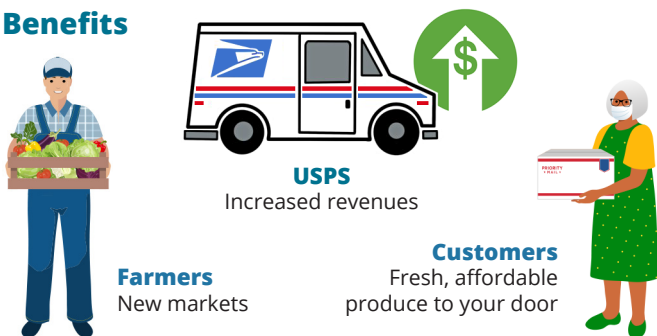 Benefits
USPS
Increased revenues
Farmers
New markets
Customers
Fresh, affordable
produce to your door
$
PRIORITY
MAIL